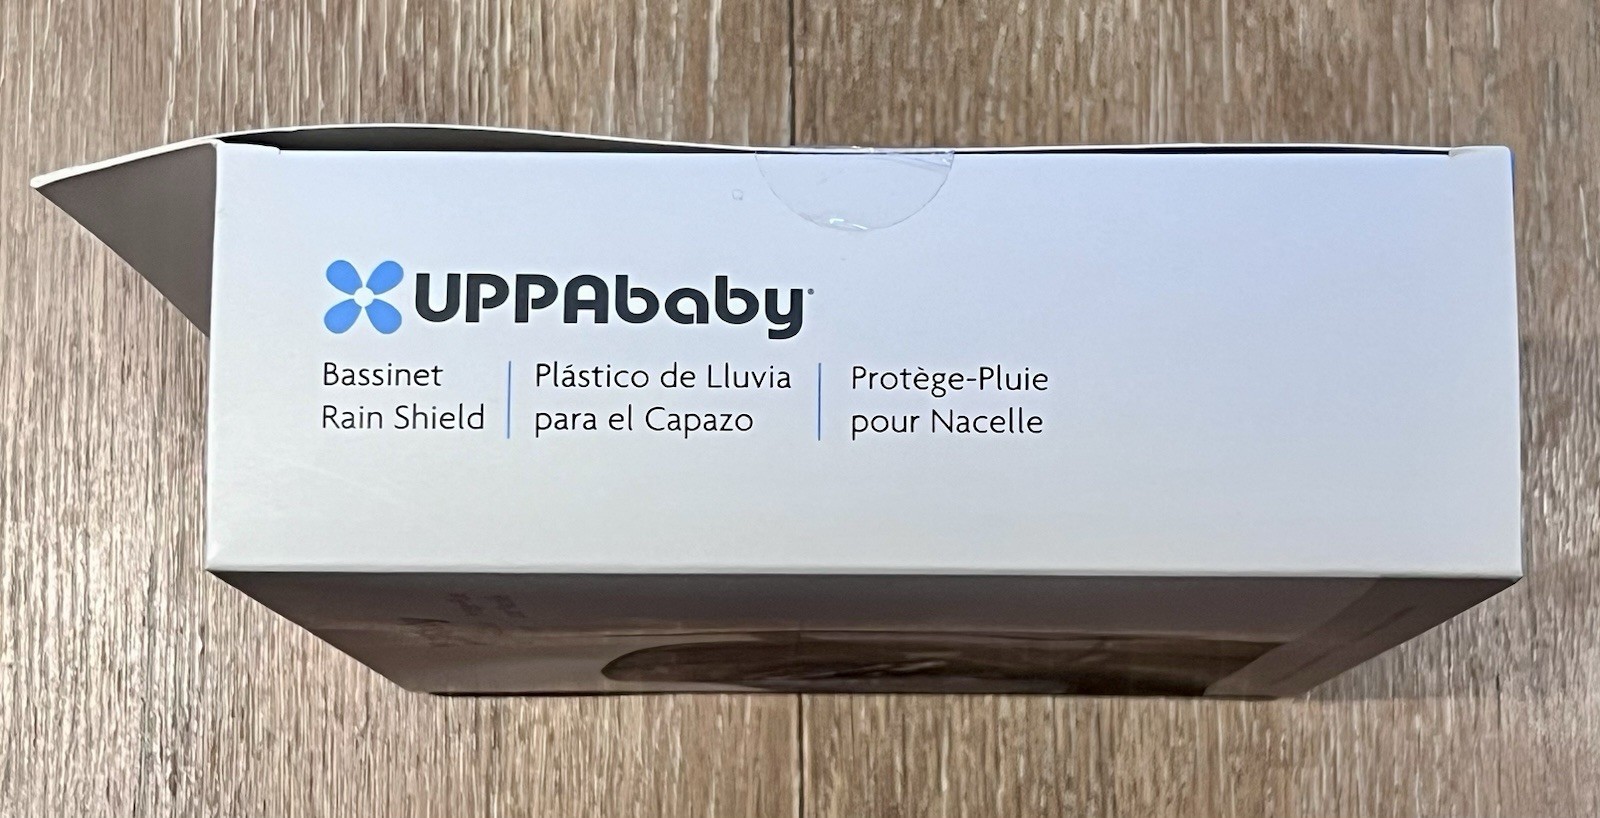 UPPAbaby
Bassinet
Rain Shield
Plástico de Lluvia
para el Capazo
Protège-Pluie
pour Nacelle